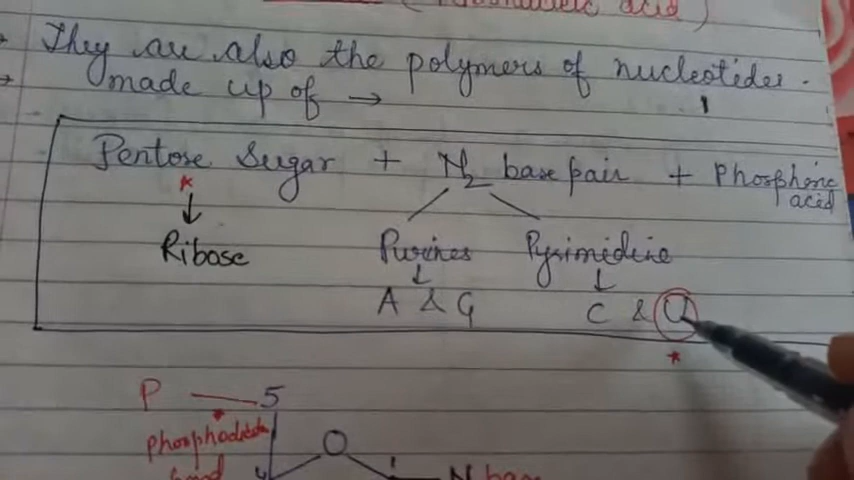 acid)
They are also the polymers of nucleotides.
made up of →
Pentose Sugar + N2 base pair + Phosphoric acid
Ribose
Purines Pyrimidine
A & G C & U
P 5
O